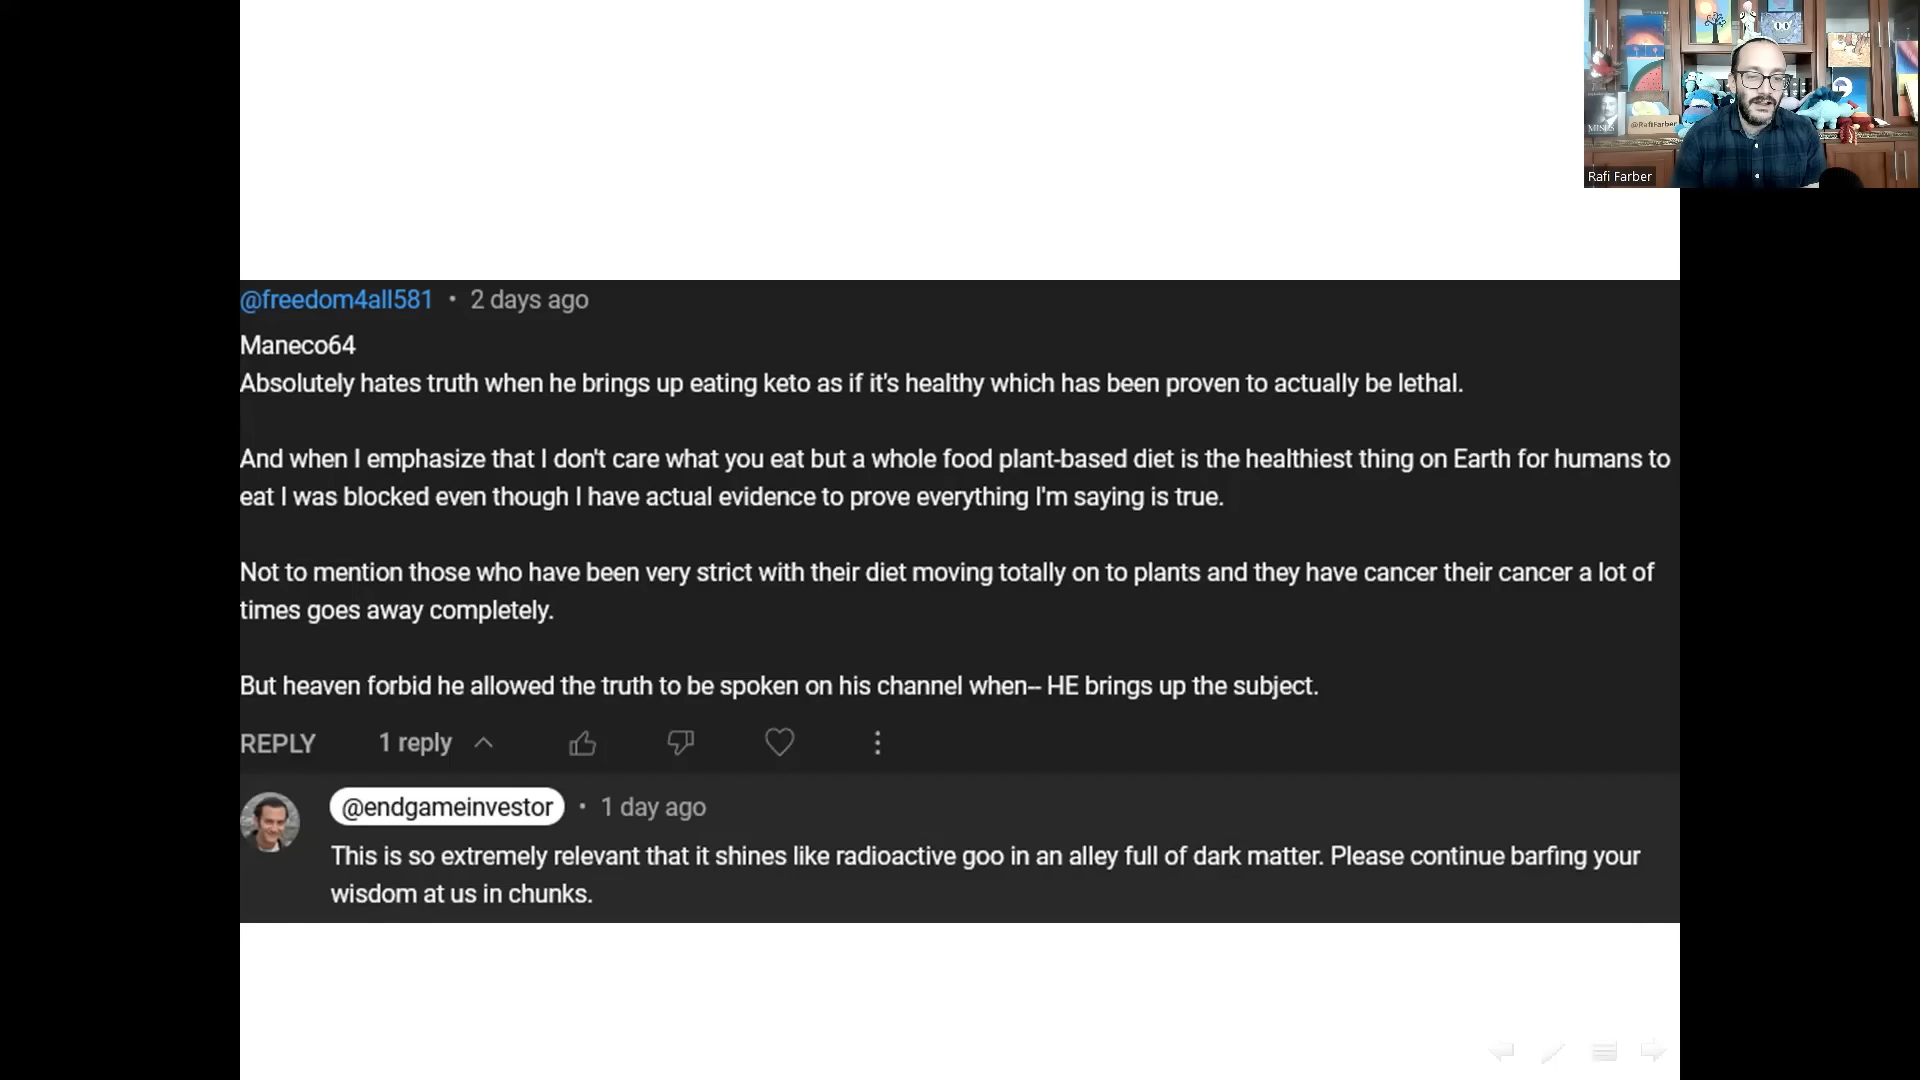 @freedom4all581 • 2 days ago
Maneco64
Absolutely hates truth when he brings up eating keto as if it's healthy which has been proven to actually be lethal.
And when I emphasize that I don't care what you eat but a whole food plant-based diet is the healthiest thing on Earth for humans to
eat I was blocked even though I have actual evidence to prove everything I'm saying is true.
Not to mention those who have been very strict with their diet moving totally on to plants and they have cancer their cancer a lot of
times goes away completely.
But heaven forbid he allowed the truth to be spoken on his channel when-- HE brings up the subject.
REPLY 1 reply
@endgameinvestor • 1 day ago
This is so extremely relevant that it shines like radioactive goo in an alley full of dark matter. Please continue barfing your
wisdom at us in chunks.
MISES
@RafiFarber
Rafi Farber